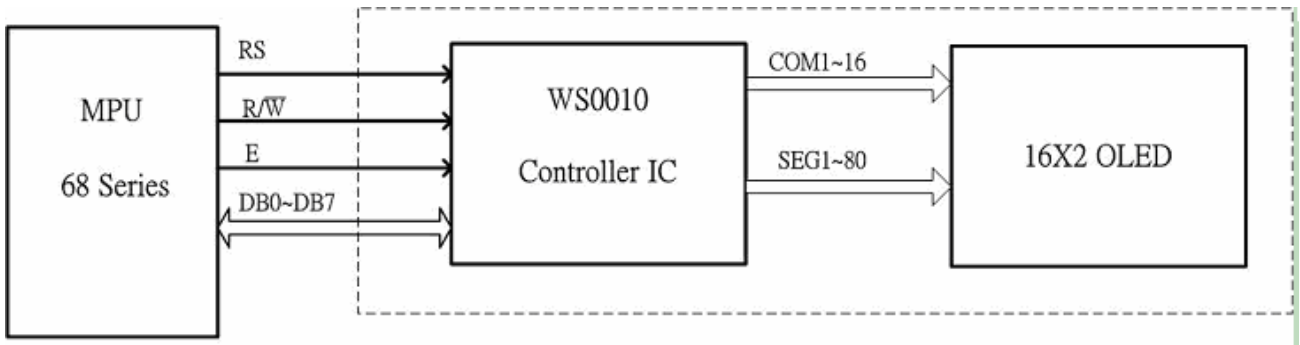 MPU
68 Series
RS
R/W̅
E
DB0~DB7
WS0010
Controller IC
COM1~16
SEG1~80
16X2 OLED